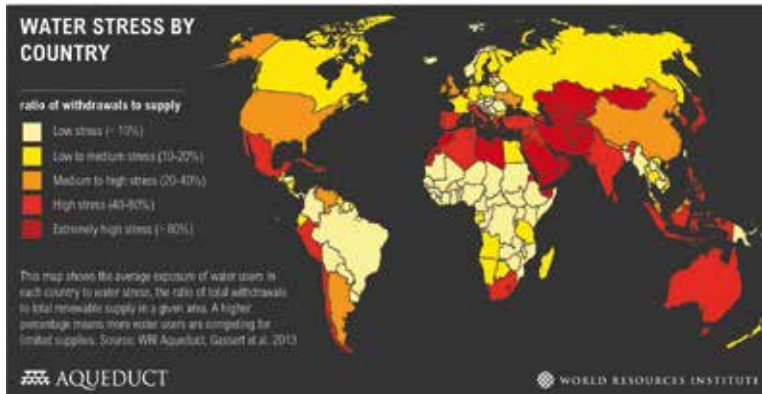 WATER STRESS BY
COUNTRY
ratio of withdrawals to supply
Low stress (< 10%)
Low to medium stress (10-20%)
Medium to high stress (20-40%)
High stress (40-80%)
Extremely high stress (> 80%)
This map shows the average exposure of water users in
each country to water stress, the ratio of total withdrawals
to total renewable supply in a given area. A higher
percentage means more water users are competing for
limited supplies. Source: WRI Aqueduct, Gassert et al. 2013
AQUEDUCT
WORLD RESOURCES INSTITUTE